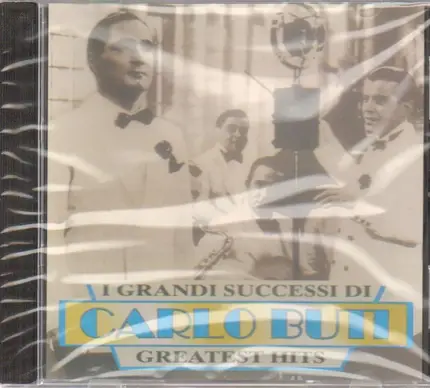 I GRANDI SUCCESSI DI
CARLO BUTI
GREATEST HITS